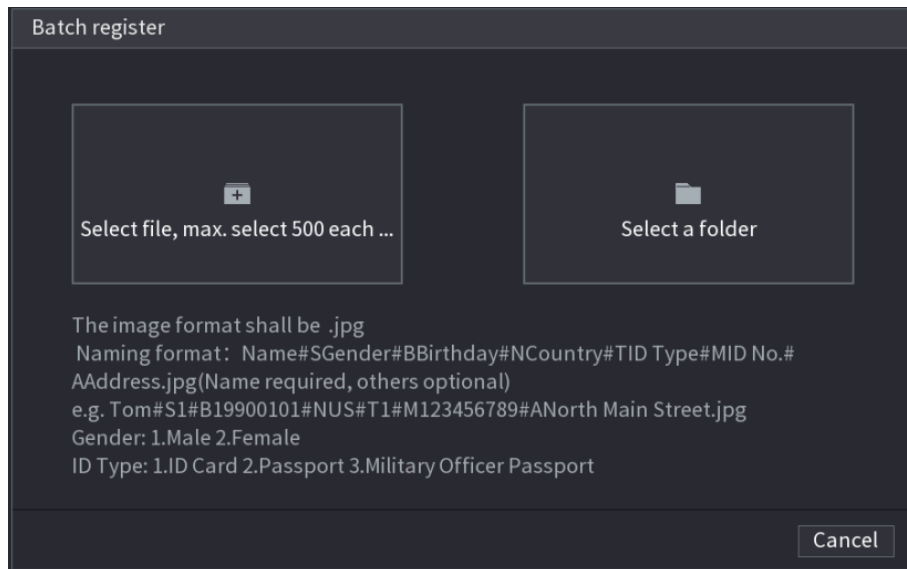 Batch register
Select file, max. select 500 each ...
Select a folder
The image format shall be .jpg
Naming format：Name#SGender#BBirthday#NCountry#TID Type#MID No.#
AAddress.jpg(Name required, others optional)
e.g. Tom#S1#B19900101#NUS#T1#M123456789#ANorth Main Street.jpg
Gender: 1.Male 2.Female
ID Type: 1.ID Card 2.Passport 3.Military Officer Passport
Cancel